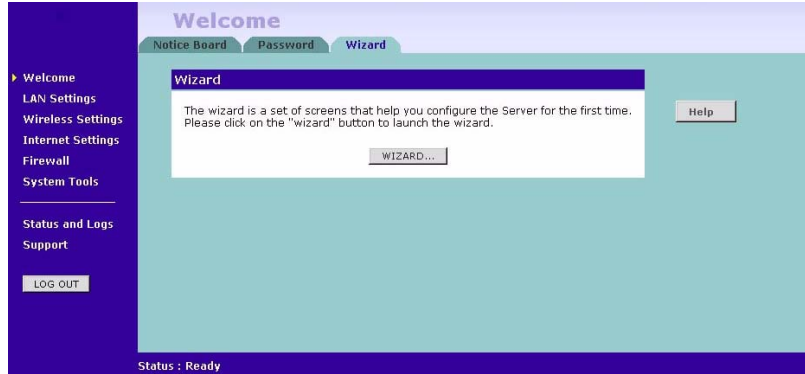 Welcome
Notice Board
Password
Wizard
Welcome
LAN Settings
Wireless Settings
Internet Settings
Firewall
System Tools
Status and Logs
Support
LOG OUT
Wizard
The wizard is a set of screens that help you configure the Server for the first time.
Please click on the "wizard" button to launch the wizard.
WIZARD...
Help
Status : Ready